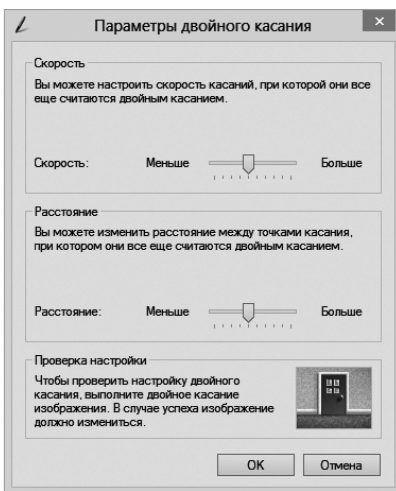 Параметры двойного касания
Скорость
Вы можете настроить скорость касаний, при которой они все
еще считаются двойным касанием.
Скорость: Меньше Больше
Расстояние
Вы можете изменить расстояние между точками касания,
при котором они все еще считаются двойным касанием.
Расстояние: Меньше Больше
Проверка настройки
Чтобы проверить настройку двойного
касания, выполните двойное касание
изображения. В случае успеха изображение
должно измениться.
OK Отмена